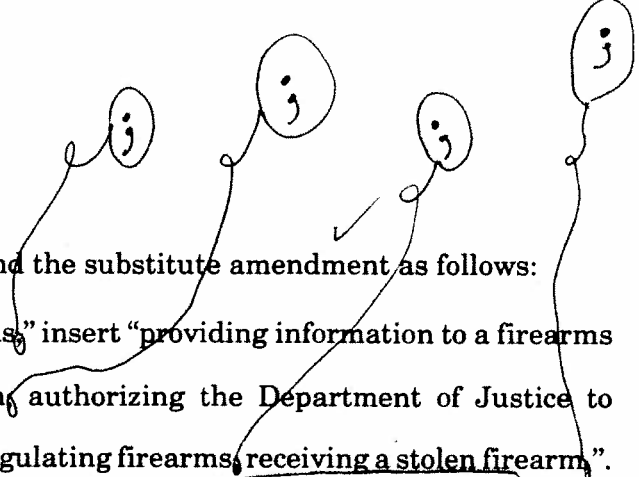 ; ; ; ;
nd the substitute amendment as follows:
s,” insert “providing information to a firearms
authorizing the Department of Justice to
gulating firearms, receiving a stolen firearm,”.